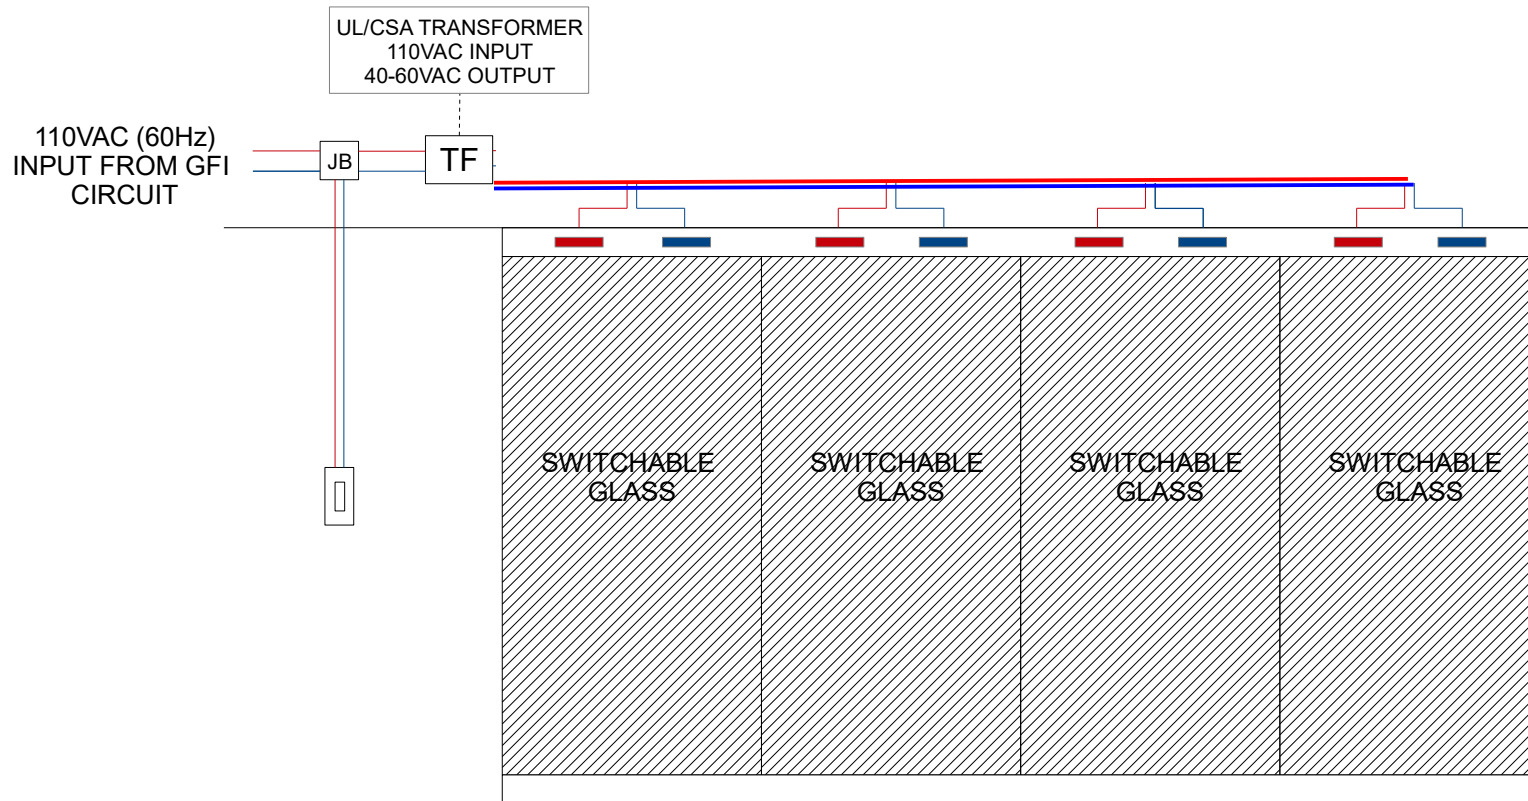 UL/CSA TRANSFORMER
110VAC INPUT
40-60VAC OUTPUT
110VAC (60Hz)
INPUT FROM GFI
CIRCUIT
JB
TF
SWITCHABLE
GLASS
SWITCHABLE
GLASS
SWITCHABLE
GLASS
SWITCHABLE
GLASS